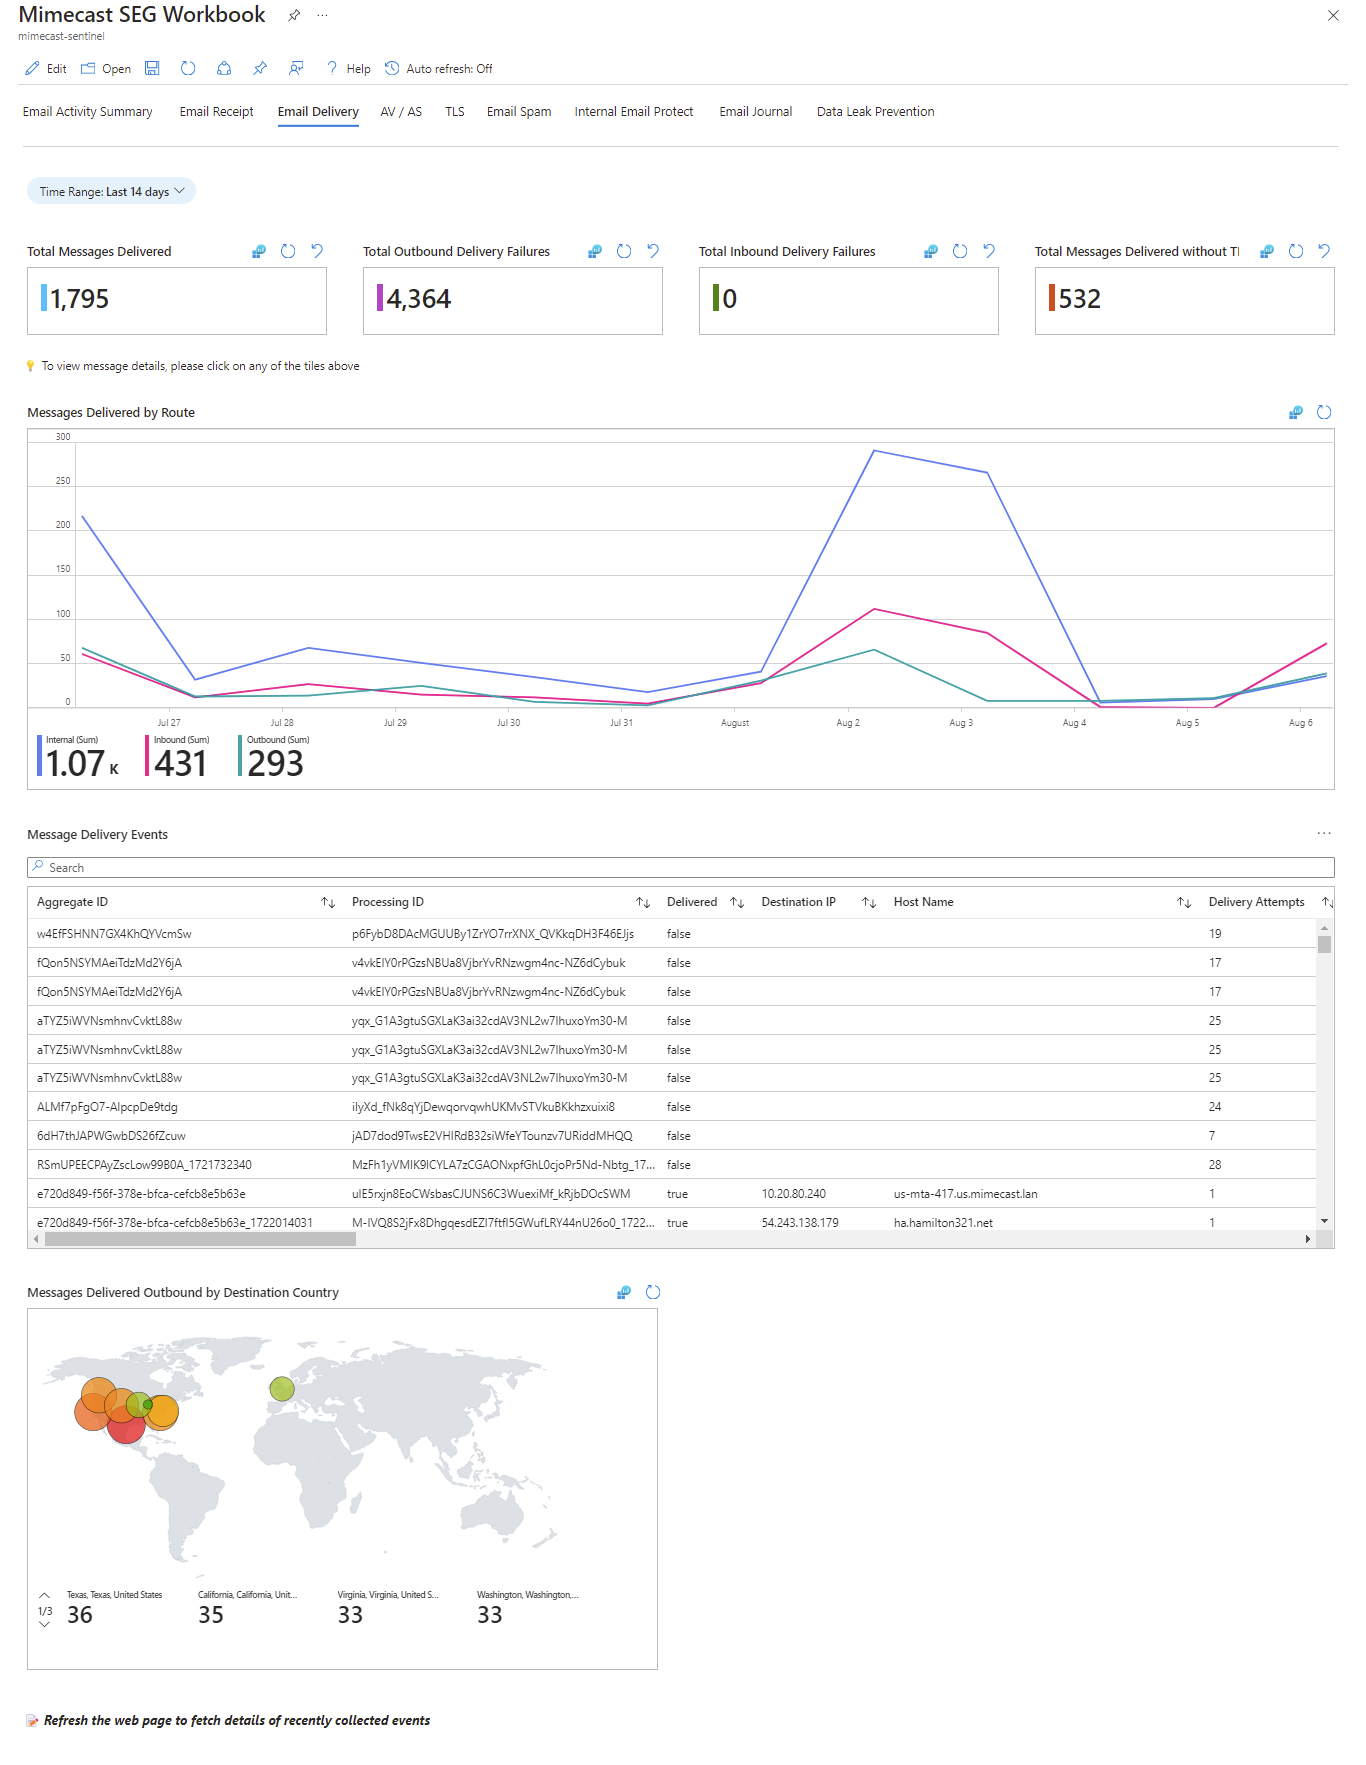 Mimecast SEG Workbook
mimecast-sentinel
Edit Open Help Auto refresh: Off
Email Activity Summary Email Receipt Email Delivery AV / AS TLS Email Spam Internal Email Protect Email Journal Data Leak Prevention
Time Range: Last 14 days
Total Messages Delivered Total Outbound Delivery Failures Total Inbound Delivery Failures Total Messages Delivered without Tl
1,795 4,364 0 532
To view message details, please click on any of the tiles above
Messages Delivered by Route
300
250
200
150
100
50
0
Jul 27 Jul 28 Jul 29 Jul 30 Jul 31 August Aug 2 Aug 3 Aug 4 Aug 5 Aug 6
Internal (Sum) Inbound (Sum) Outbound (Sum)
1.07 K 431 293
Message Delivery Events
Search
Aggregate ID Processing ID Delivered Destination IP Host Name Delivery Attempts
w4EfFSHNN7GX4KhQYVcmSw p6FybD8DAcMGUUBy1ZrYO7rrXNX_QVKkqDH3F46EJjs false 19
fQon5NSYMAeiTdzMd2Y6jA v4vkEIY0rPGzsNBUa8VjbrYvRNzwgm4nc-NZ6dCybuk false 17
fQon5NSYMAeiTdzMd2Y6jA v4vkEIY0rPGzsNBUa8VjbrYvRNzwgm4nc-NZ6dCybuk false 17
aTYZ5iWVNsmhnvCvktL88w yqx_G1A3gtuSGXLaK3ai32cdAV3NL2w7IhuxoYm30-M false 25
aTYZ5iWVNsmhnvCvktL88w yqx_G1A3gtuSGXLaK3ai32cdAV3NL2w7IhuxoYm30-M false 25
aTYZ5iWVNsmhnvCvktL88w yqx_G1A3gtuSGXLaK3ai32cdAV3NL2w7IhuxoYm30-M false 25
ALMf7pFgO7-AlpcpDe9tdg ilyXd_fNk8qYjDewqorvqwhUKMvSTVkuBKkhzxuixi8 false 24
6dH7thJAPWGwbDS26fZcuw jAD7dod9TwsE2VHIRdB32siWfeYTounzv7URiddMHQQ false 7
RSmUPEECPAyZscLow99B0A_1721732340 MzFh1yVMIK9ICYLA7zCGAONxpfGhL0cjoPr5Nd-Nbtg_17... false 28
e720d849-f56f-378e-bfca-cefcb8e5b63e ulE5rxjn8EoCWsbasCJUNS6C3WuexiMf_kRjbDOcSWM true 10.20.80.240 us-mta-417.us.mimecast.lan 1
e720d849-f56f-378e-bfca-cefcb8e5b63e_1722014031 M-IVQ8S2jFx8DhgqesdEZI7ftfl5GWufLRY44nU26o0_1722... true 54.243.138.179 ha.hamilton321.net 1
Messages Delivered Outbound by Destination Country
1/3
Texas, Texas, United States California, California, Unit... Virginia, Virginia, United S... Washington, Washington,...
36 35 33 33
Refresh the web page to fetch details of recently collected events